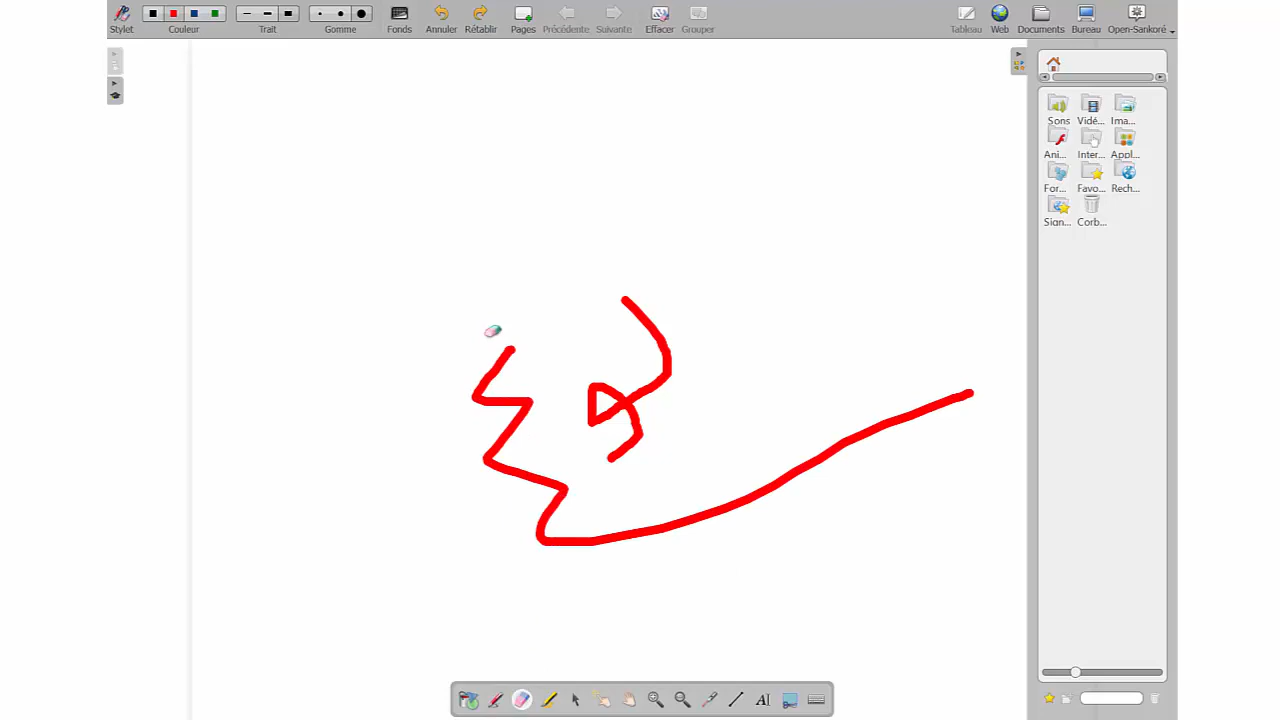 Stylet Couleur Trait Gomme Fonds Annuler Rétablir Pages Précédente Suivante Effacer Grouper Tableau Web Documents Bureau Open-Sankoré
Sons Vidé... Ima...
Ani... Inter... Appl...
For... Favo... Rech...
Sign... Corb...
AI